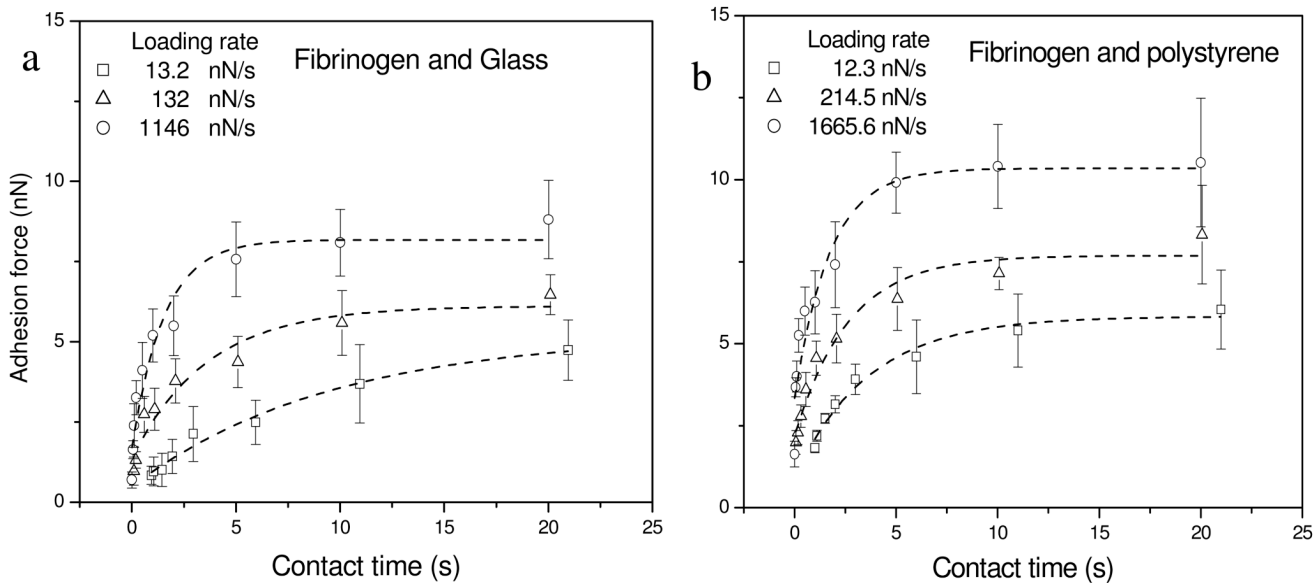 a
Loading rate
13.2 nN/s
132 nN/s
1146 nN/s
Fibrinogen and Glass
Adhesion force (nN)
15
10
5
0
0 5 10 15 20 25
Contact time (s)
b
Loading rate
12.3 nN/s
214.5 nN/s
1665.6 nN/s
Fibrinogen and polystyrene
15
10
5
0
0 5 10 15 20 25
Contact time (s)